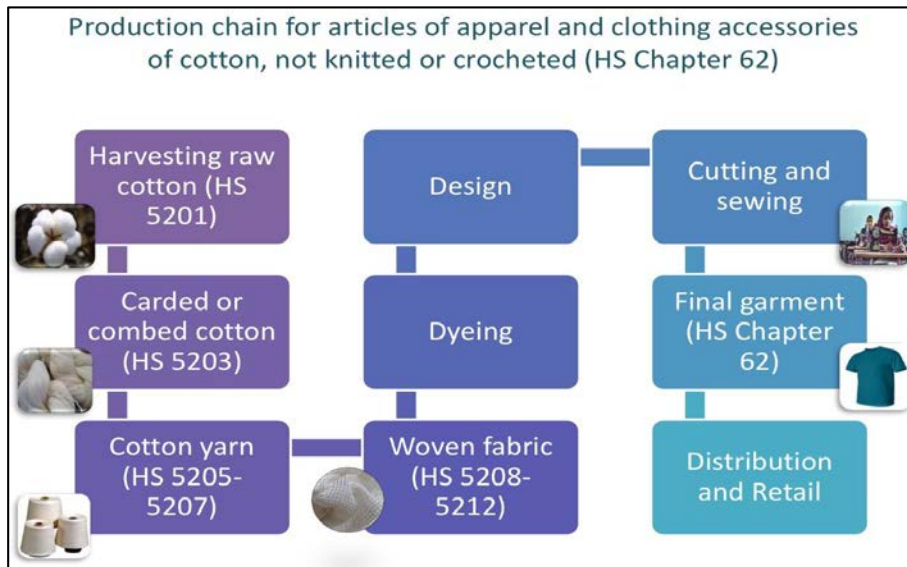 Production chain for articles of apparel and clothing accessories
of cotton, not knitted or crocheted (HS Chapter 62)
Harvesting raw
cotton (HS
5201)
Carded or
combed cotton
(HS 5203)
Cotton yarn
(HS 5205-
5207)
Woven fabric
(HS 5208-
5212)
Dyeing
Design
Cutting and
sewing
Final garment
(HS Chapter
62)
Distribution
and Retail